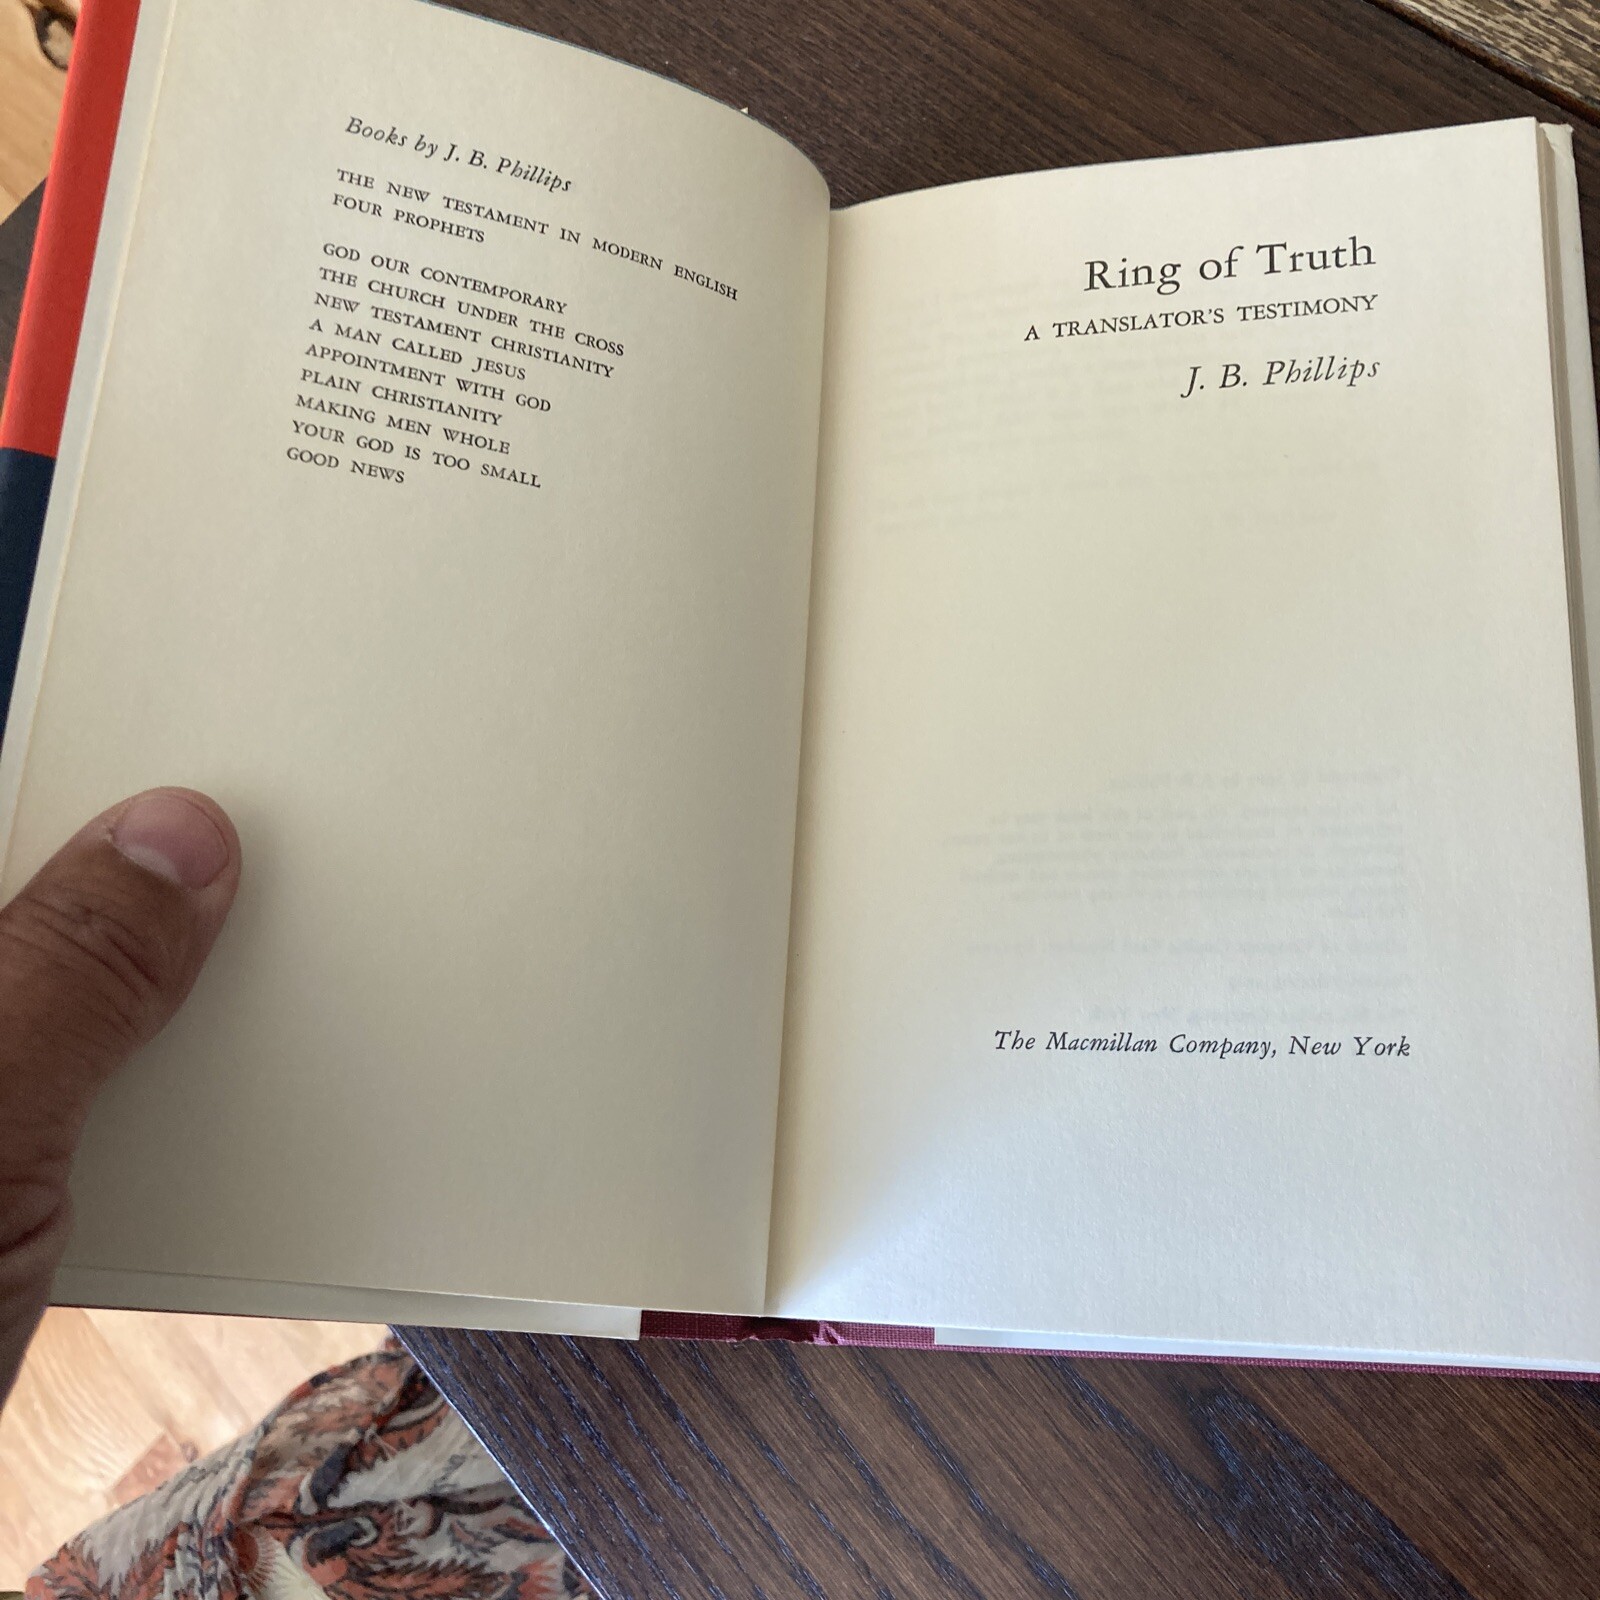 Books by J. B. Phillips
THE NEW TESTAMENT IN MODERN ENGLISH
FOUR PROPHETS
GOD OUR CONTEMPORARY
THE CHURCH UNDER THE CROSS
NEW TESTAMENT CHRISTIANITY
A MAN CALLED JESUS
APPOINTMENT WITH GOD
PLAIN CHRISTIANITY
MAKING MEN WHOLE
YOUR GOD IS TOO SMALL
GOOD NEWS
Ring of Truth
A TRANSLATOR'S TESTIMONY
J. B. Phillips
The Macmillan Company, New York